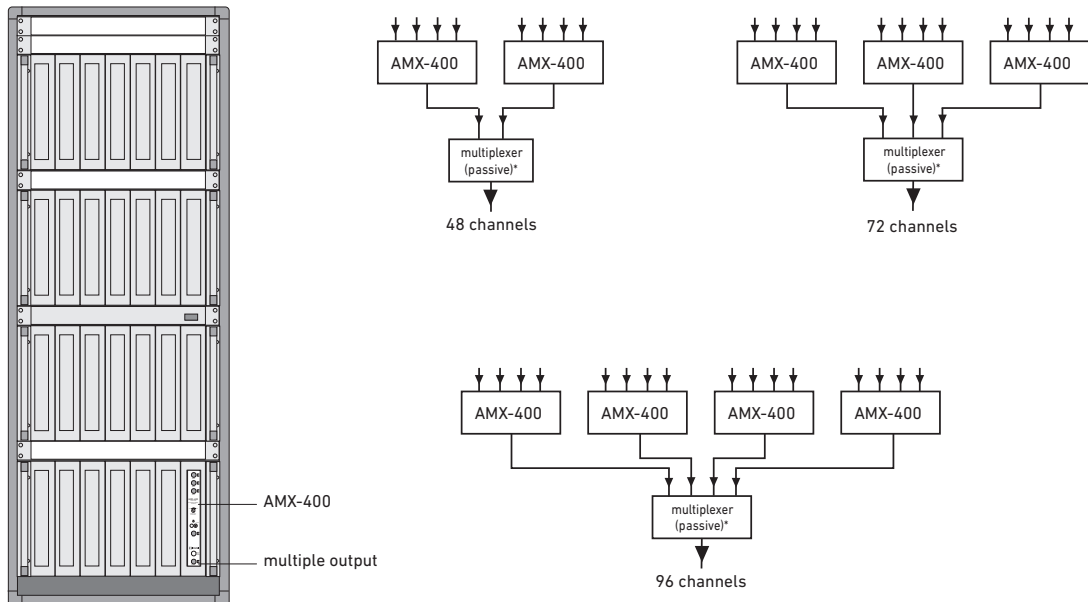 AMX-400
AMX-400
multiplexer
(passive)*
48 channels
AMX-400
AMX-400
AMX-400
multiplexer
(passive)*
72 channels
AMX-400
AMX-400
AMX-400
AMX-400
multiplexer
(passive)*
96 channels
AMX-400
multiple output